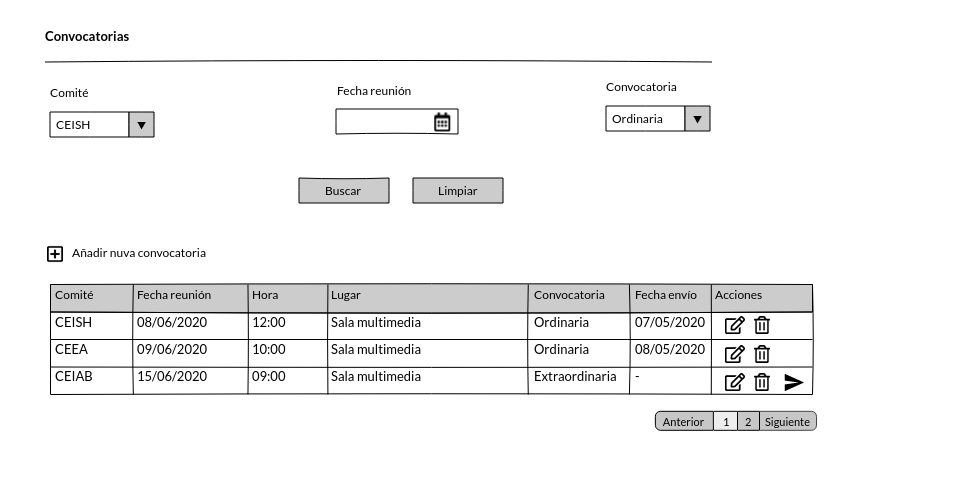 Convocatorias
Comité Fecha reunión Convocatoria
CEISH Ordinaria
Buscar Limpiar
Añadir nuva convocatoria
Comité Fecha reunión Hora Lugar Convocatoria Fecha envío Acciones
CEISH 08/06/2020 12:00 Sala multimedia Ordinaria 07/05/2020
CEEA 09/06/2020 10:00 Sala multimedia Ordinaria 08/05/2020
CEIAB 15/06/2020 09:00 Sala multimedia Extraordinaria -
Anterior 1 2 Siguiente